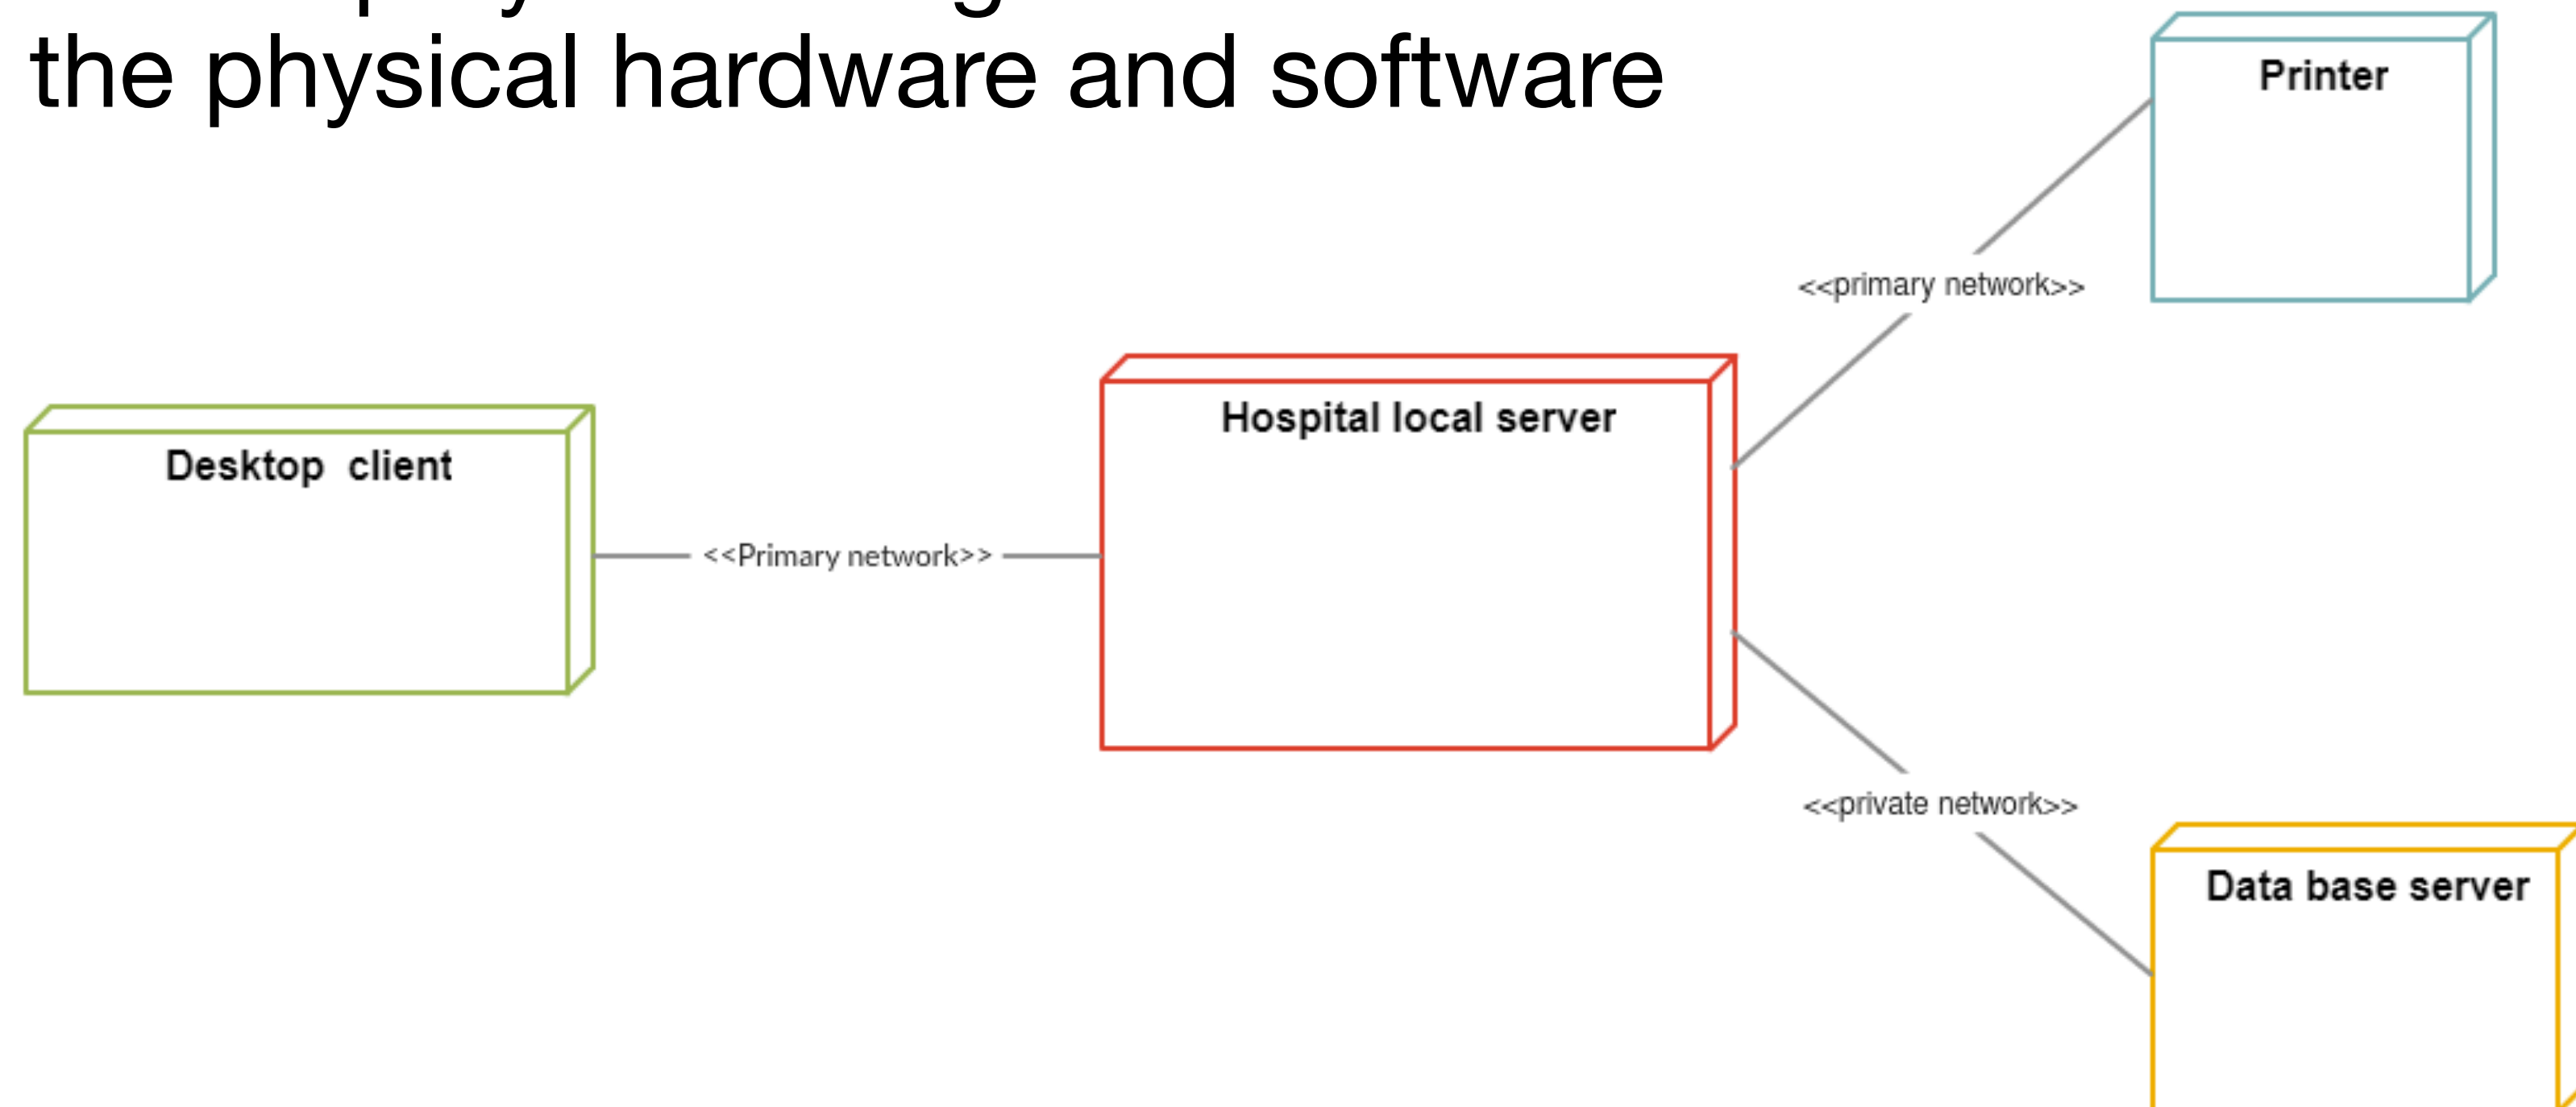 the physical hardware and software
Printer
<<primary network>>
Hospital local server
Desktop  client
<<Primary network>>
<<private network>>
Data base server